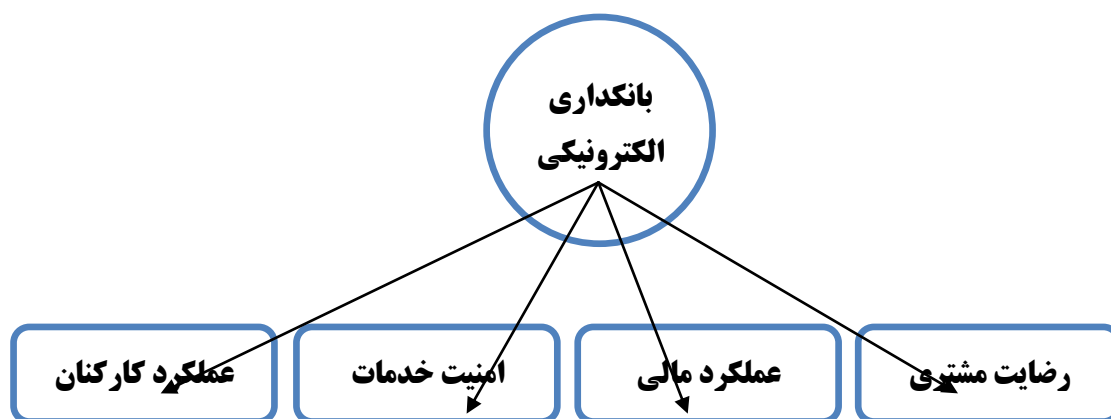 بانکداری
الکترونیکی
رضایت مشتری
عملکرد مالی
امنیت خدمات
عملکرد کارکنان